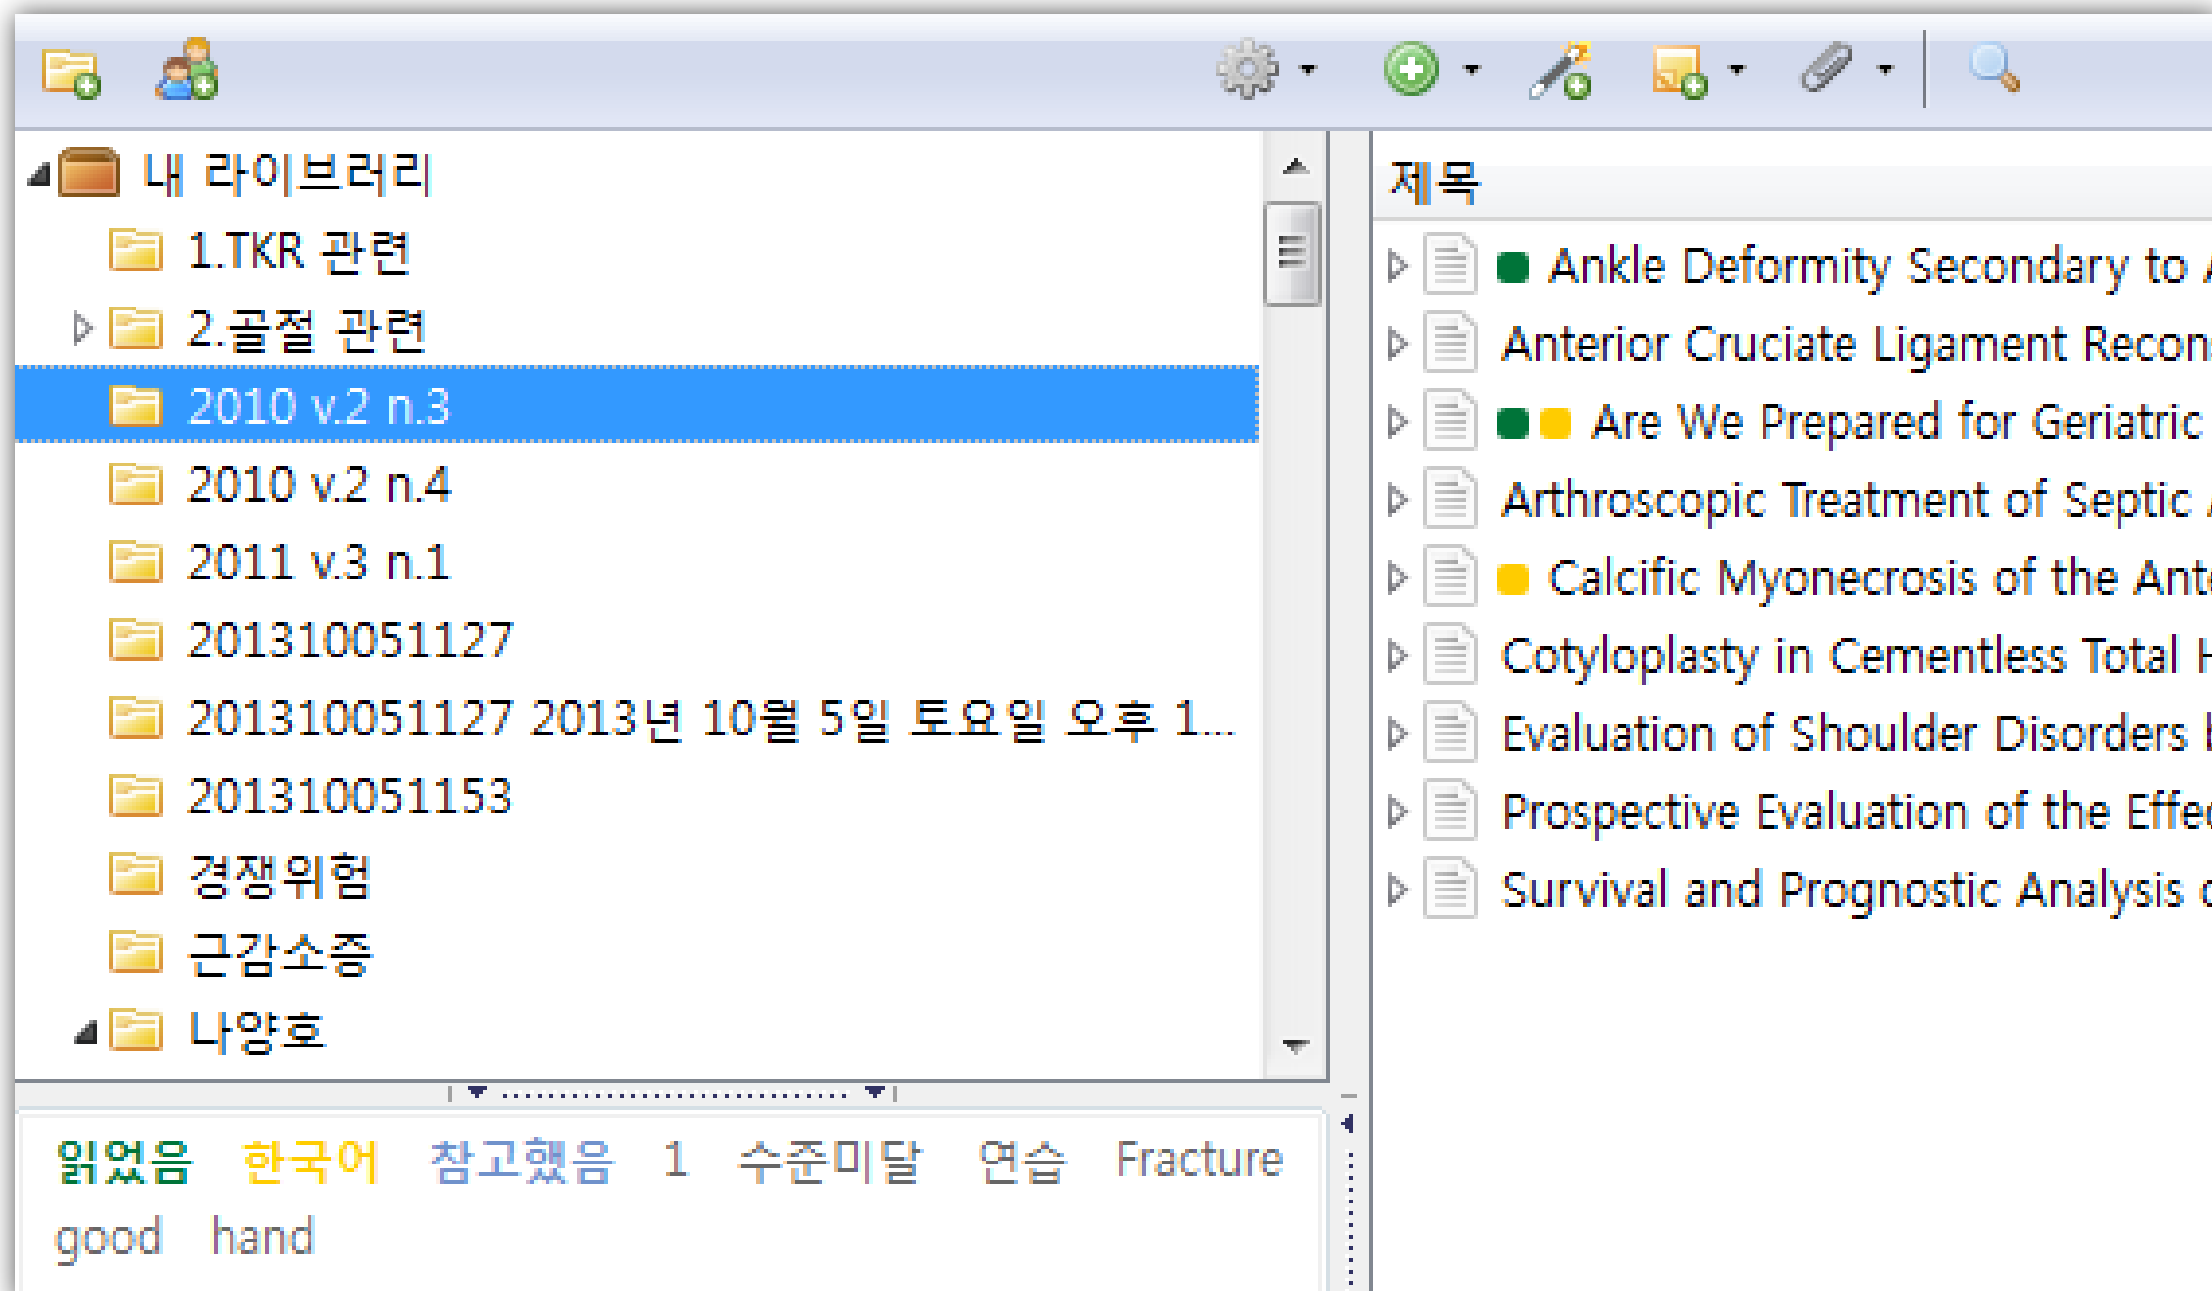 내 라이브러리
1.TKR 관련
2.골절 관련
2010 v.2 n.3
2010 v.2 n.4
2011 v.3 n.1
201310051127
201310051127 2013년 10월 5일 토요일 오후 1...
201310051153
경쟁위험
근감소증
나양호
읽었음 한국어 참고했음 1 수준미달 연습 Fracture
good hand
제목
Ankle Deformity Secondary to
Anterior Cruciate Ligament Recon
Are We Prepared for Geriatric
Arthroscopic Treatment of Septic
Calcific Myonecrosis of the Ante
Cotyloplasty in Cementless Total
Evaluation of Shoulder Disorders
Prospective Evaluation of the Effec
Survival and Prognostic Analysis